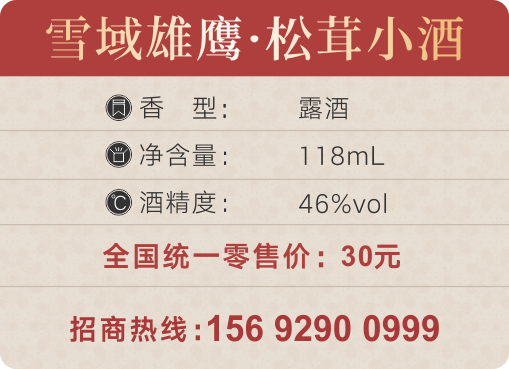 雪域雄鹰·松茸小酒
香 型： 露酒
净含量： 118mL
℃ 酒精度： 46%vol
全国统一零售价：30元
招商热线:156 9290 0999